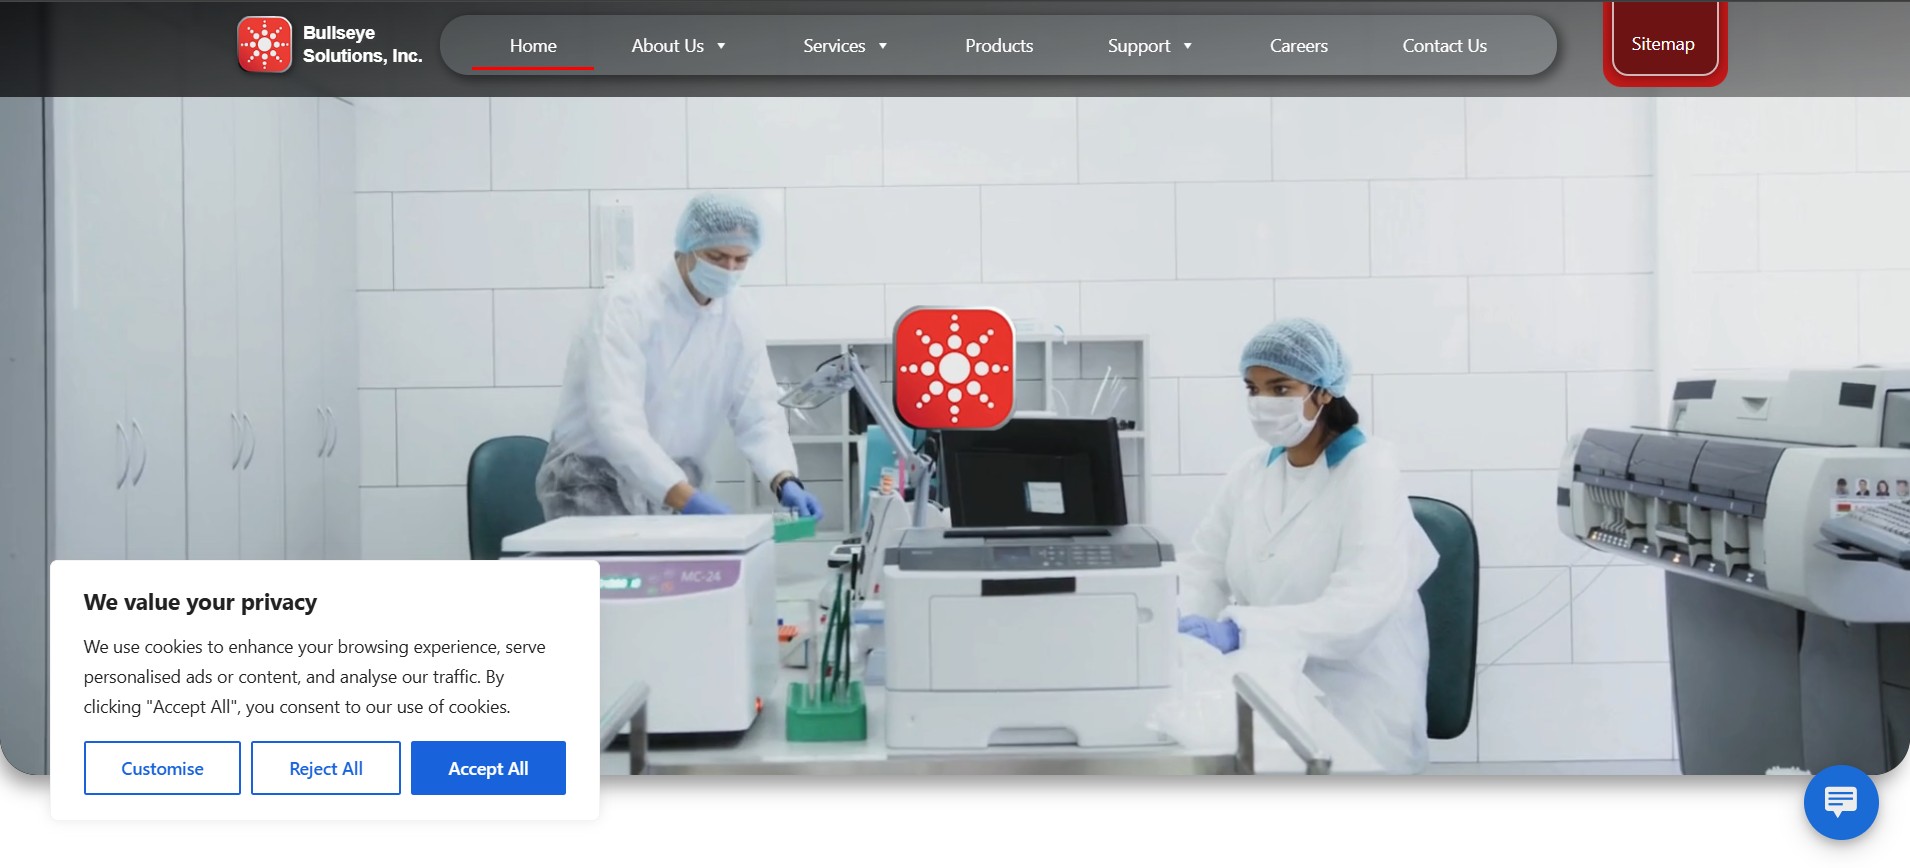 Bullseye
Solutions, Inc.
Home
About Us
Services
Products
Support
Careers
Contact Us
Sitemap
MC-24
We value your privacy
We use cookies to enhance your browsing experience, serve
personalised ads or content, and analyse our traffic. By
clicking "Accept All", you consent to our use of cookies.
Customise
Reject All
Accept All